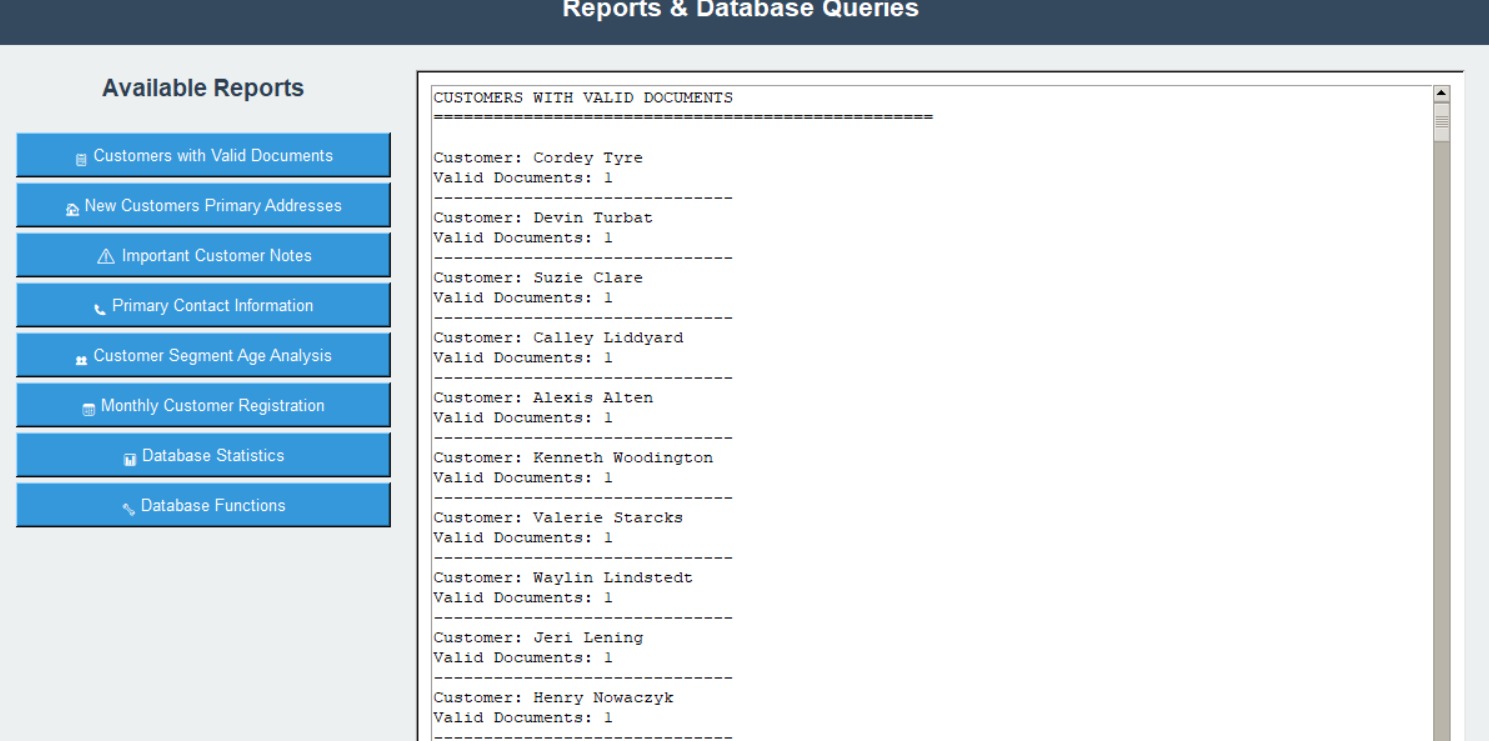 Reports & Database Queries
Available Reports
Customers with Valid Documents
New Customers Primary Addresses
Important Customer Notes
Primary Contact Information
Customer Segment Age Analysis
Monthly Customer Registration
Database Statistics
Database Functions
CUSTOMERS WITH VALID DOCUMENTS
==================================================
Customer: Cordey Tyre
Valid Documents: 1
------------------------------
Customer: Devin Turbat
Valid Documents: 1
------------------------------
Customer: Suzie Clare
Valid Documents: 1
------------------------------
Customer: Calley Liddyard
Valid Documents: 1
------------------------------
Customer: Alexis Alten
Valid Documents: 1
------------------------------
Customer: Kenneth Woodington
Valid Documents: 1
------------------------------
Customer: Valerie Starcks
Valid Documents: 1
------------------------------
Customer: Waylin Lindstedt
Valid Documents: 1
------------------------------
Customer: Jeri Lening
Valid Documents: 1
------------------------------
Customer: Henry Nowaczyk
Valid Documents: 1
------------------------------